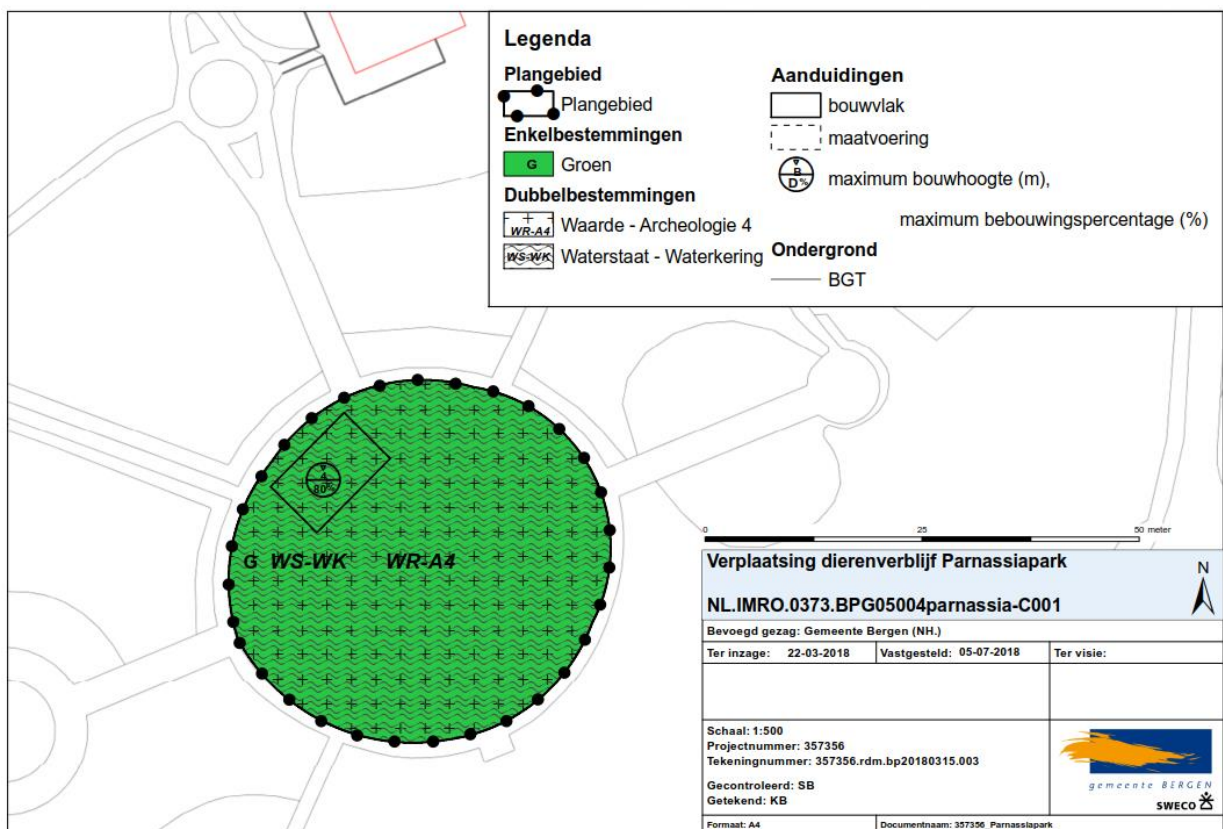 Legenda
Plangebied
Plangebied
Enkelbestemmingen
G Groen
Dubbelbestemmingen
WR-A4 Waarde - Archeologie 4
WS-WK Waterstaat - Waterkering
Aanduidingen
bouwvlak
maatvoering
B
D%
maximum bouwhoogte (m),
maximum bebouwingspercentage (%)
Ondergrond
BGT
4
80%
G WS-WK WR-A4
0 25 50 meter
Verplaatsing dierenverblijf Parnassiapark
N
NL.IMRO.0373.BPG05004parnassia-C001
Bevoegd gezag: Gemeente Bergen (NH.)
Ter inzage: 22-03-2018 Vastgesteld: 05-07-2018 Ter visie:
Schaal: 1:500
Projectnummer: 357356
Tekeningnummer: 357356.rdm.bp20180315.003
Gecontroleerd: SB
Getekend: KB
gemeente BERGEN
SWECO
Formaat: A4 Documentnaam: 357356_Parnassiapark